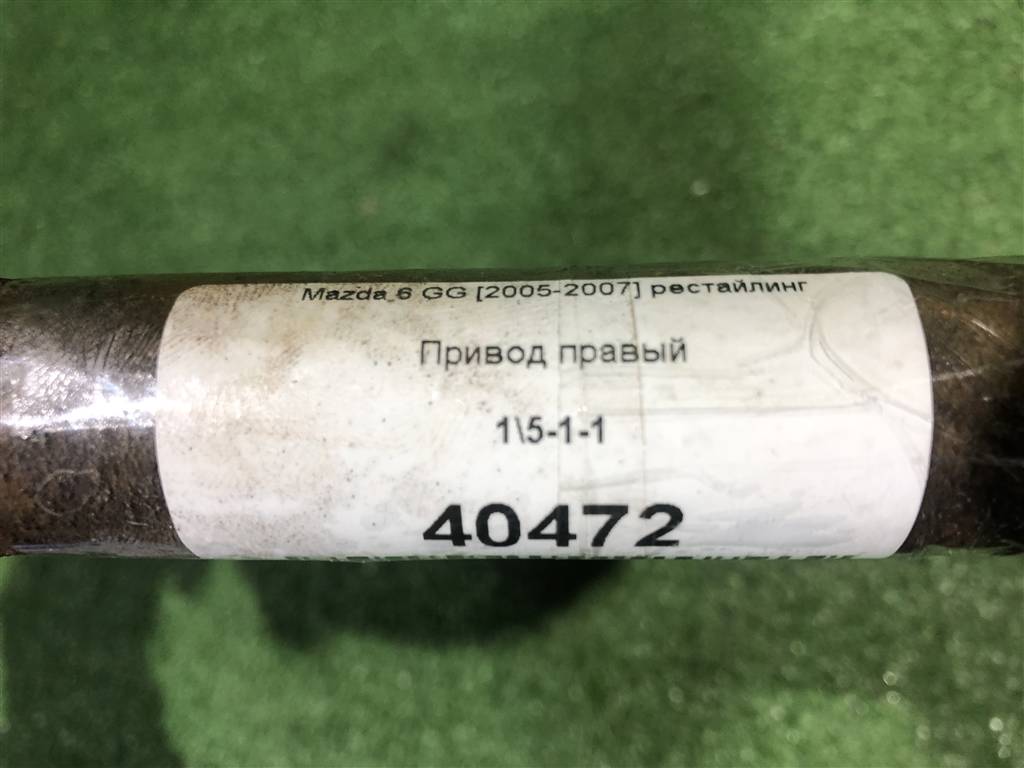 Mazda 6 GG [2005-2007] рестайлинг
Привод правый
1\5-1-1
40472